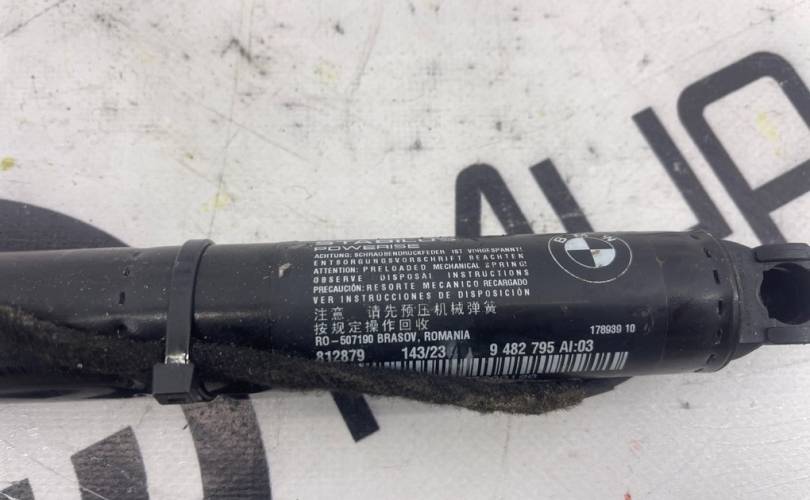 STABILUS
POWERISE
BMW
ACHTUNG: SCHRAUBENDRUCKFEDER IST VORGESPANNT!
ENTSORGUNGSVORSCHRIFT BEACHTEN
ATTENTION: PRELOADED MECHANICAL SPRING!
OBSERVE DISPOSAL INSTRUCTIONS
PRECAUCIÓN: RESORTE MECANICO RECARGADO
VER INSTRUCCIONES DE DISPOSICIÓN
注意 请先预压机械弹簧
按规定操作回收
RO-507190 BRASOV, ROMANIA
178939 10
812879 143/23 9 482 795 AI:03